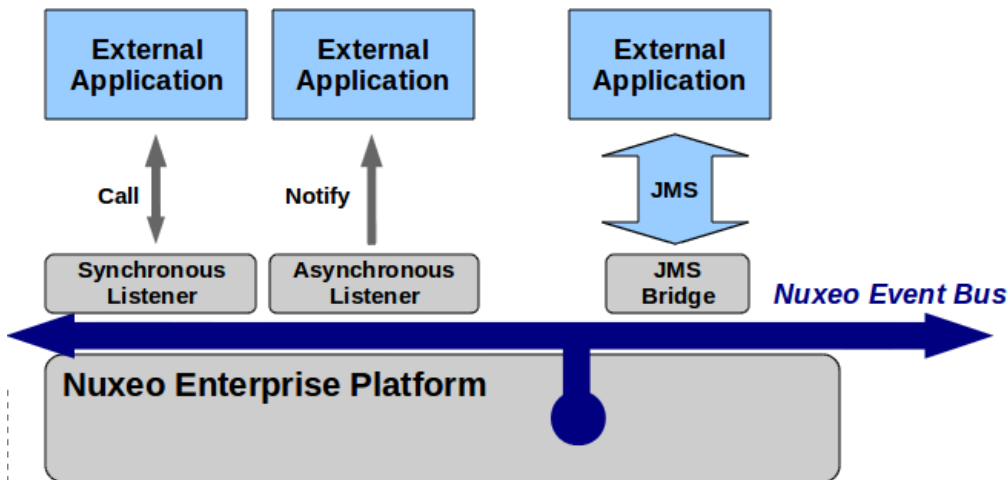 External
Application
External
Application
External
Application
Call
Notify
JMS
Synchronous
Listener
Asynchronous
Listener
JMS
Bridge
Nuxeo Event Bus
Nuxeo Enterprise Platform